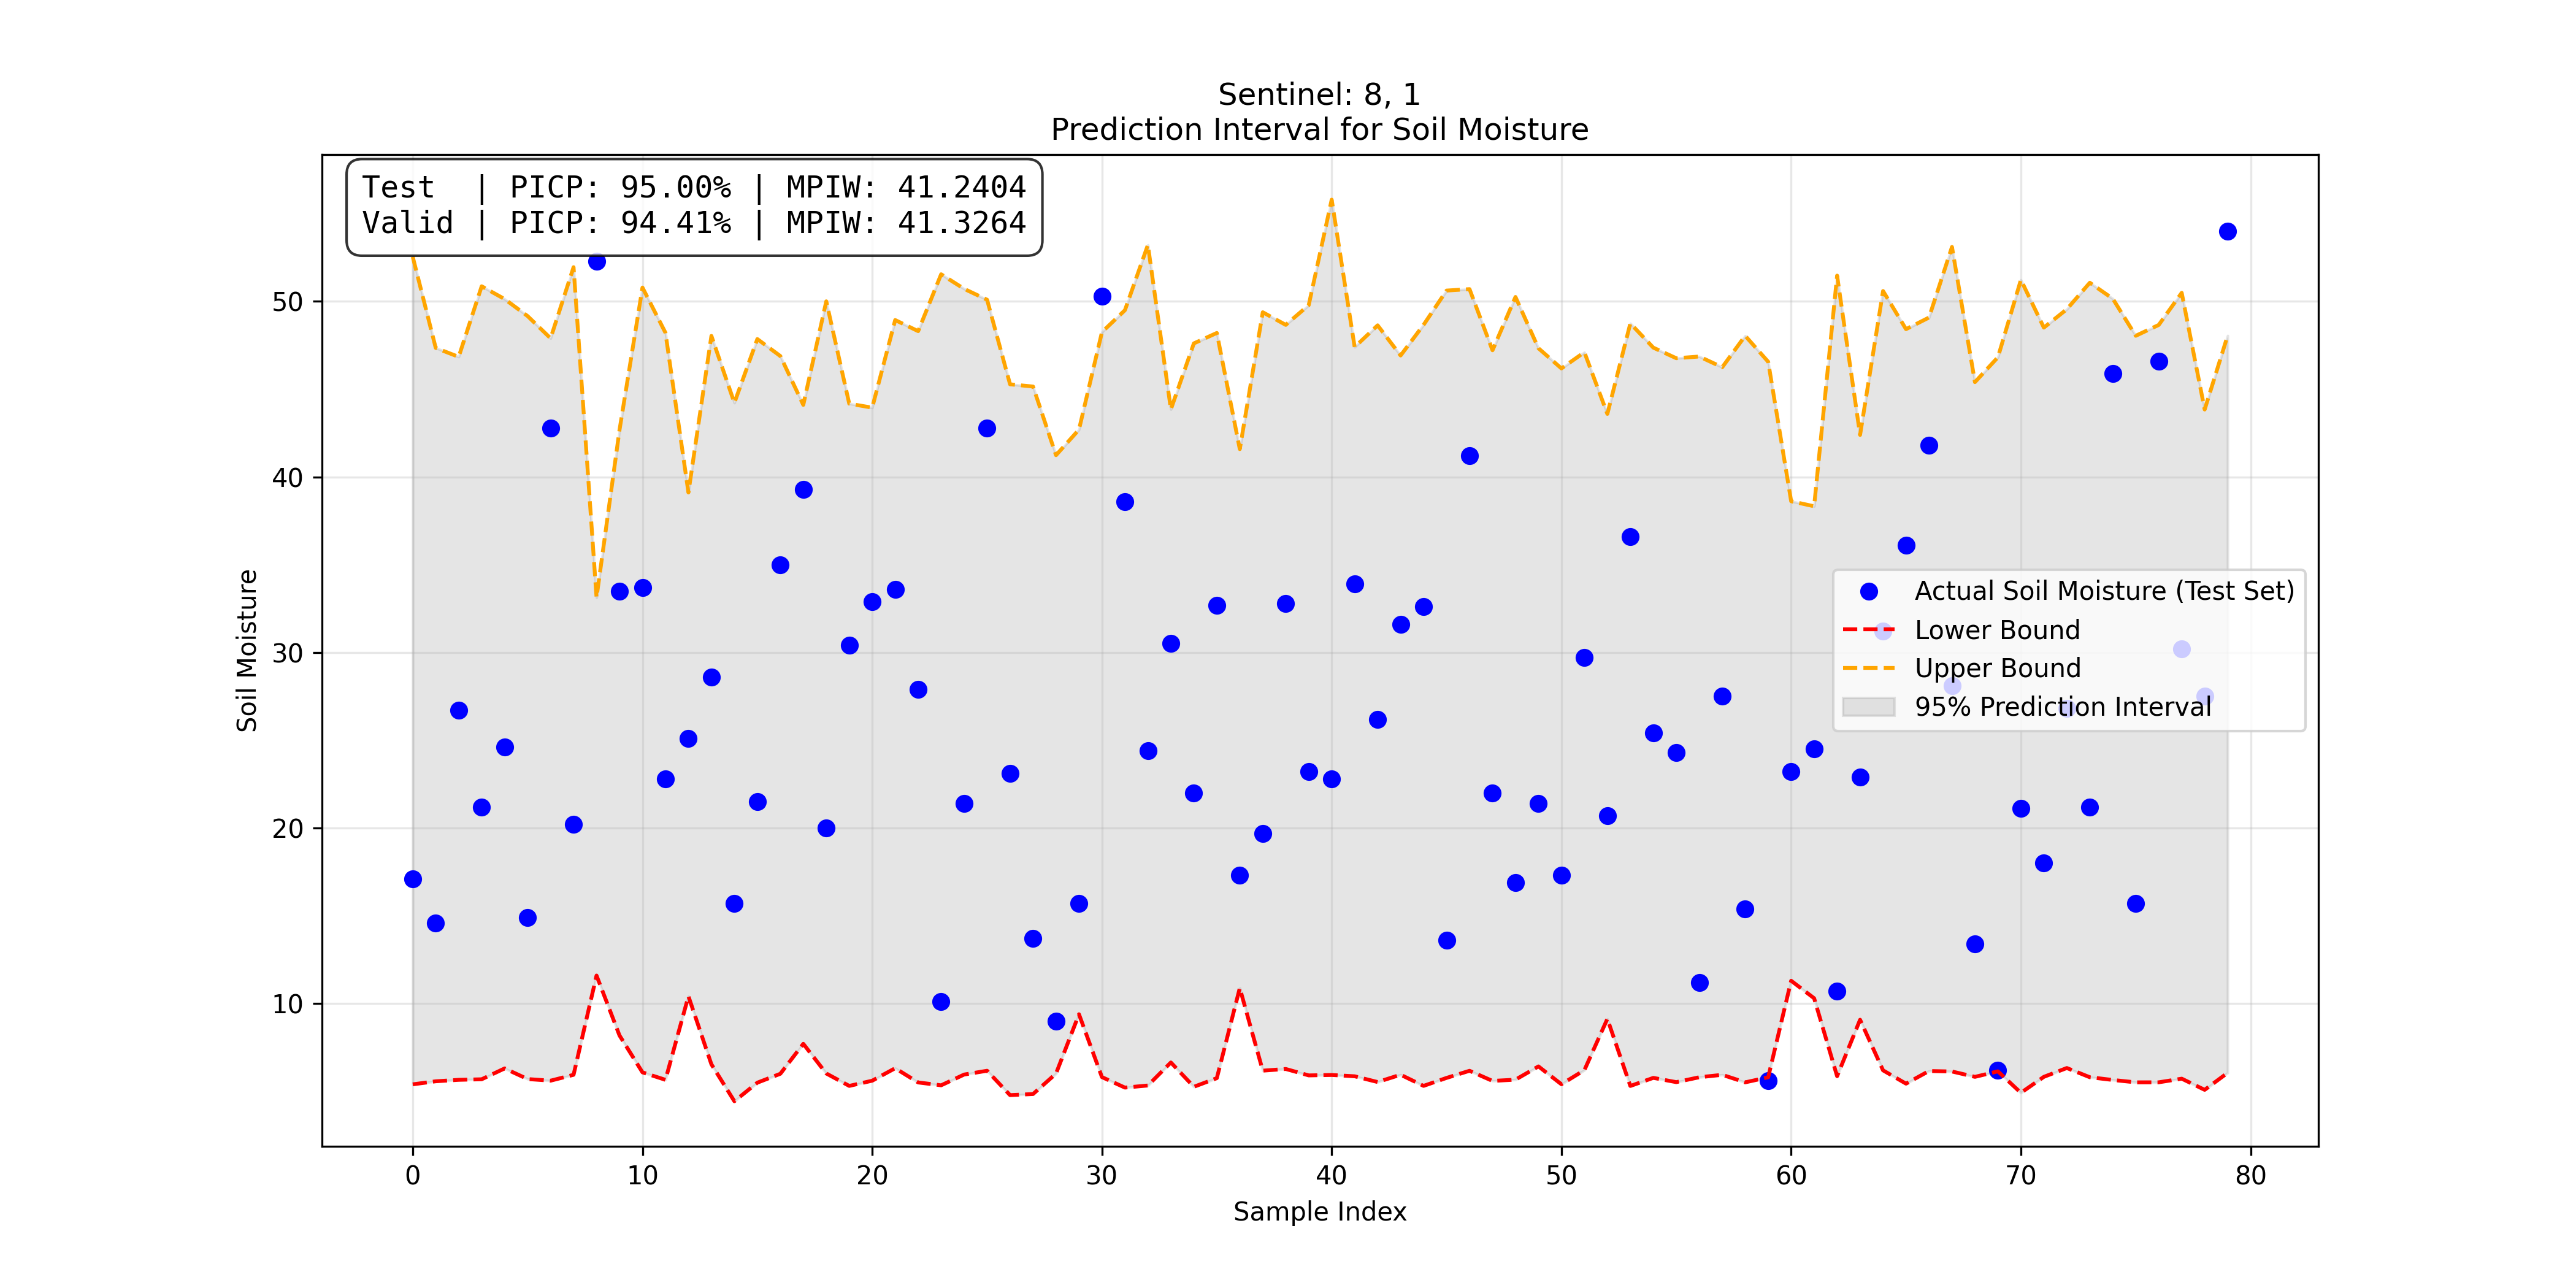 Sentinel: 8, 1
Prediction Interval for Soil Moisture
Test  | PICP: 95.00% | MPIW: 41.2404
Valid | PICP: 94.41% | MPIW: 41.3264
50
40
30
20
10
Soil Moisture
Actual Soil Moisture (Test Set)
Lower Bound
Upper Bound
95% Prediction Interval
0 10 20 30 40 50 60 70 80
Sample Index